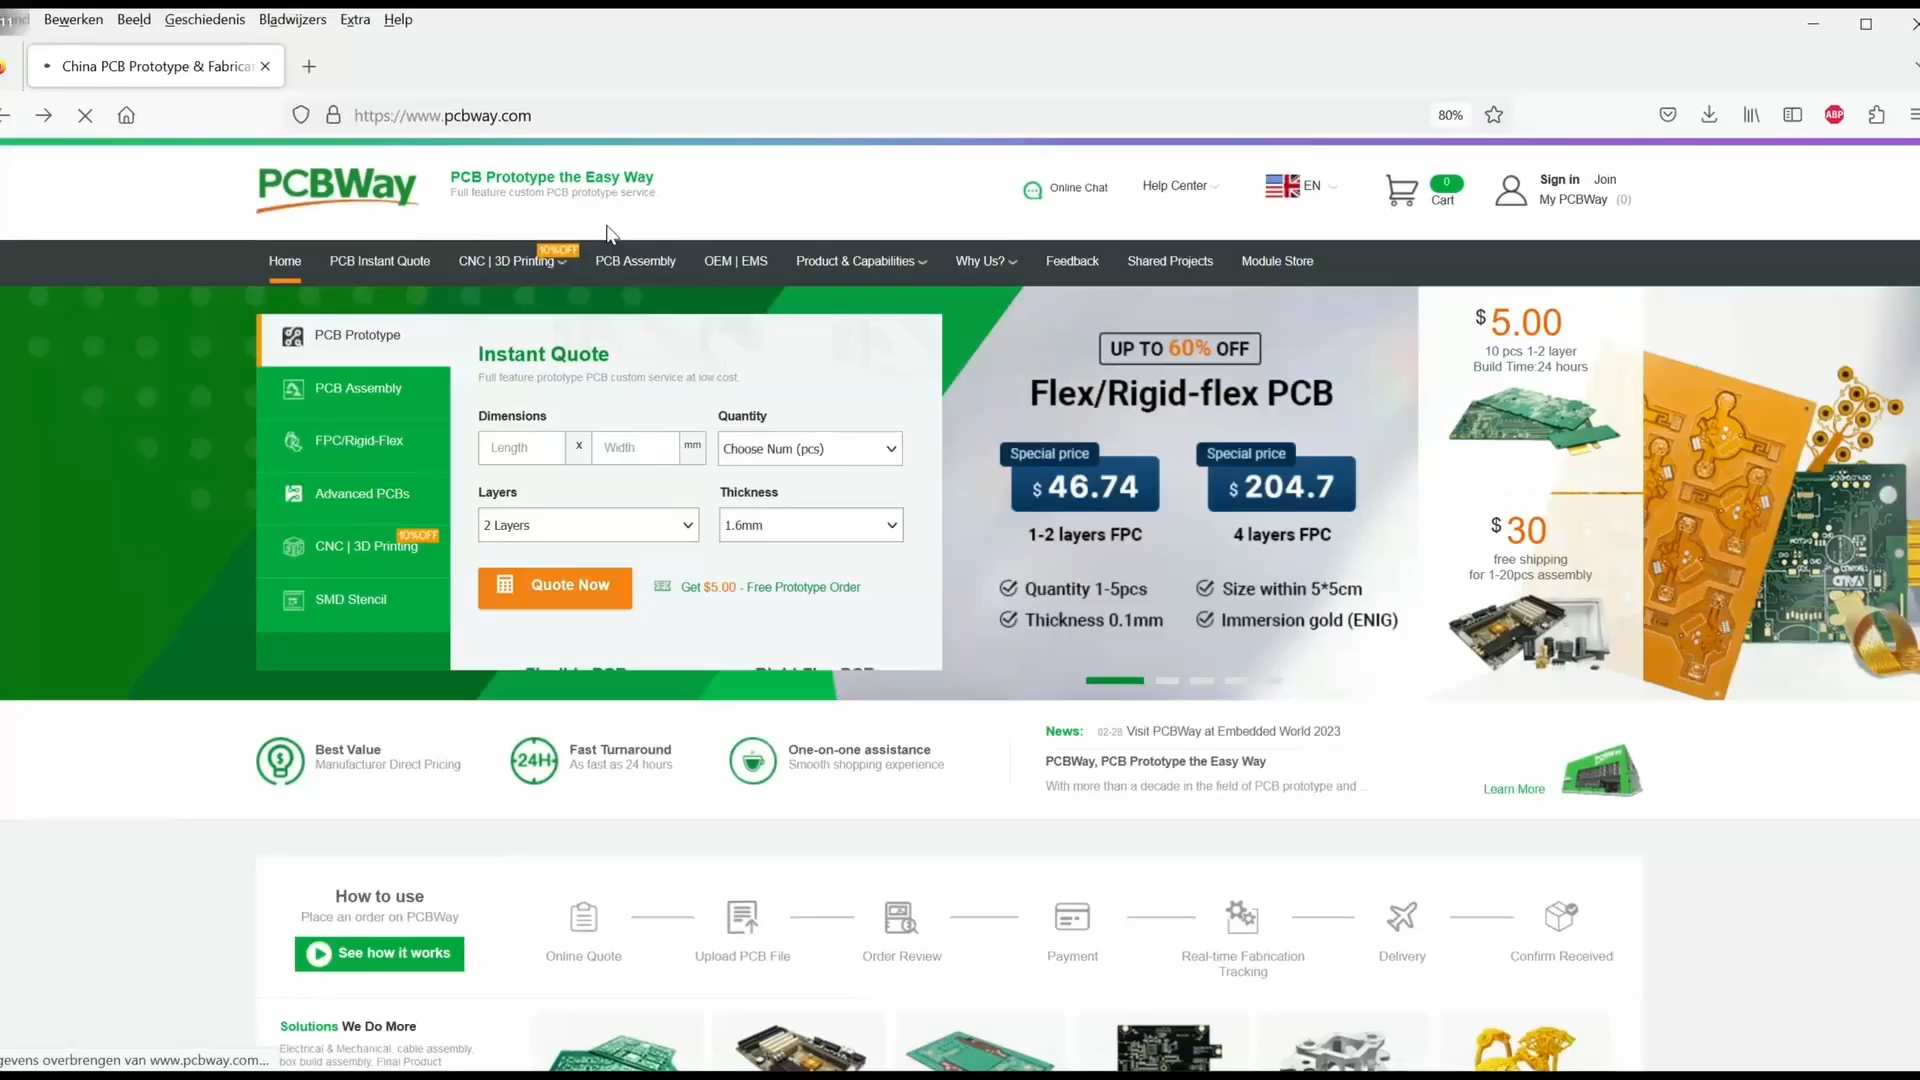 Bewerken Beeld Geschiedenis Bladwijzers Extra Help
China PCB Prototype & Fabrica
https://www.pcbway.com
80%
ABP
PCBWay
PCB Prototype the Easy Way
Full feature custom PCB prototype service
Online Chat
Help Center
EN
0
Cart
Sign in Join
My PCBWay (0)
Home
PCB Instant Quote
CNC | 3D Printing
10%OFF
PCB Assembly
OEM | EMS
Product & Capabilities
Why Us?
Feedback
Shared Projects
Module Store
PCB Prototype
PCB Assembly
FPC/Rigid-Flex
Advanced PCBs
10%OFF
CNC | 3D Printing
SMD Stencil
Instant Quote
Full feature prototype PCB custom service at low cost.
Dimensions
Quantity
Length x Width mm
Choose Num (pcs)
Layers
Thickness
2 Layers
1.6mm
Quote Now
Get $5.00 - Free Prototype Order
UP TO 60% OFF
Flex/Rigid-flex PCB
Special price
$ 46.74
1-2 layers FPC
Special price
$ 204.7
4 layers FPC
Quantity 1-5pcs
Size within 5*5cm
Thickness 0.1mm
Immersion gold (ENIG)
$ 5.00
10 pcs 1-2 layer
Build Time:24 hours
$ 30
free shipping
for 1-20pcs assembly
Best Value
Manufacturer Direct Pricing
24H
Fast Turnaround
As fast as 24 hours
One-on-one assistance
Smooth shopping experience
News: 02-28 Visit PCBWay at Embedded World 2023
PCBWay, PCB Prototype the Easy Way
With more than a decade in the field of PCB prototype and ...
Learn More
How to use
Place an order on PCBWay
See how it works
Online Quote
Upload PCB File
Order Review
Payment
Real-time Fabrication
Tracking
Delivery
Confirm Received
Solutions We Do More
Electrical & Mechanical, cable assembly,
box build assembly, Final Product
gevens overbrengen van www.pcbway.com...